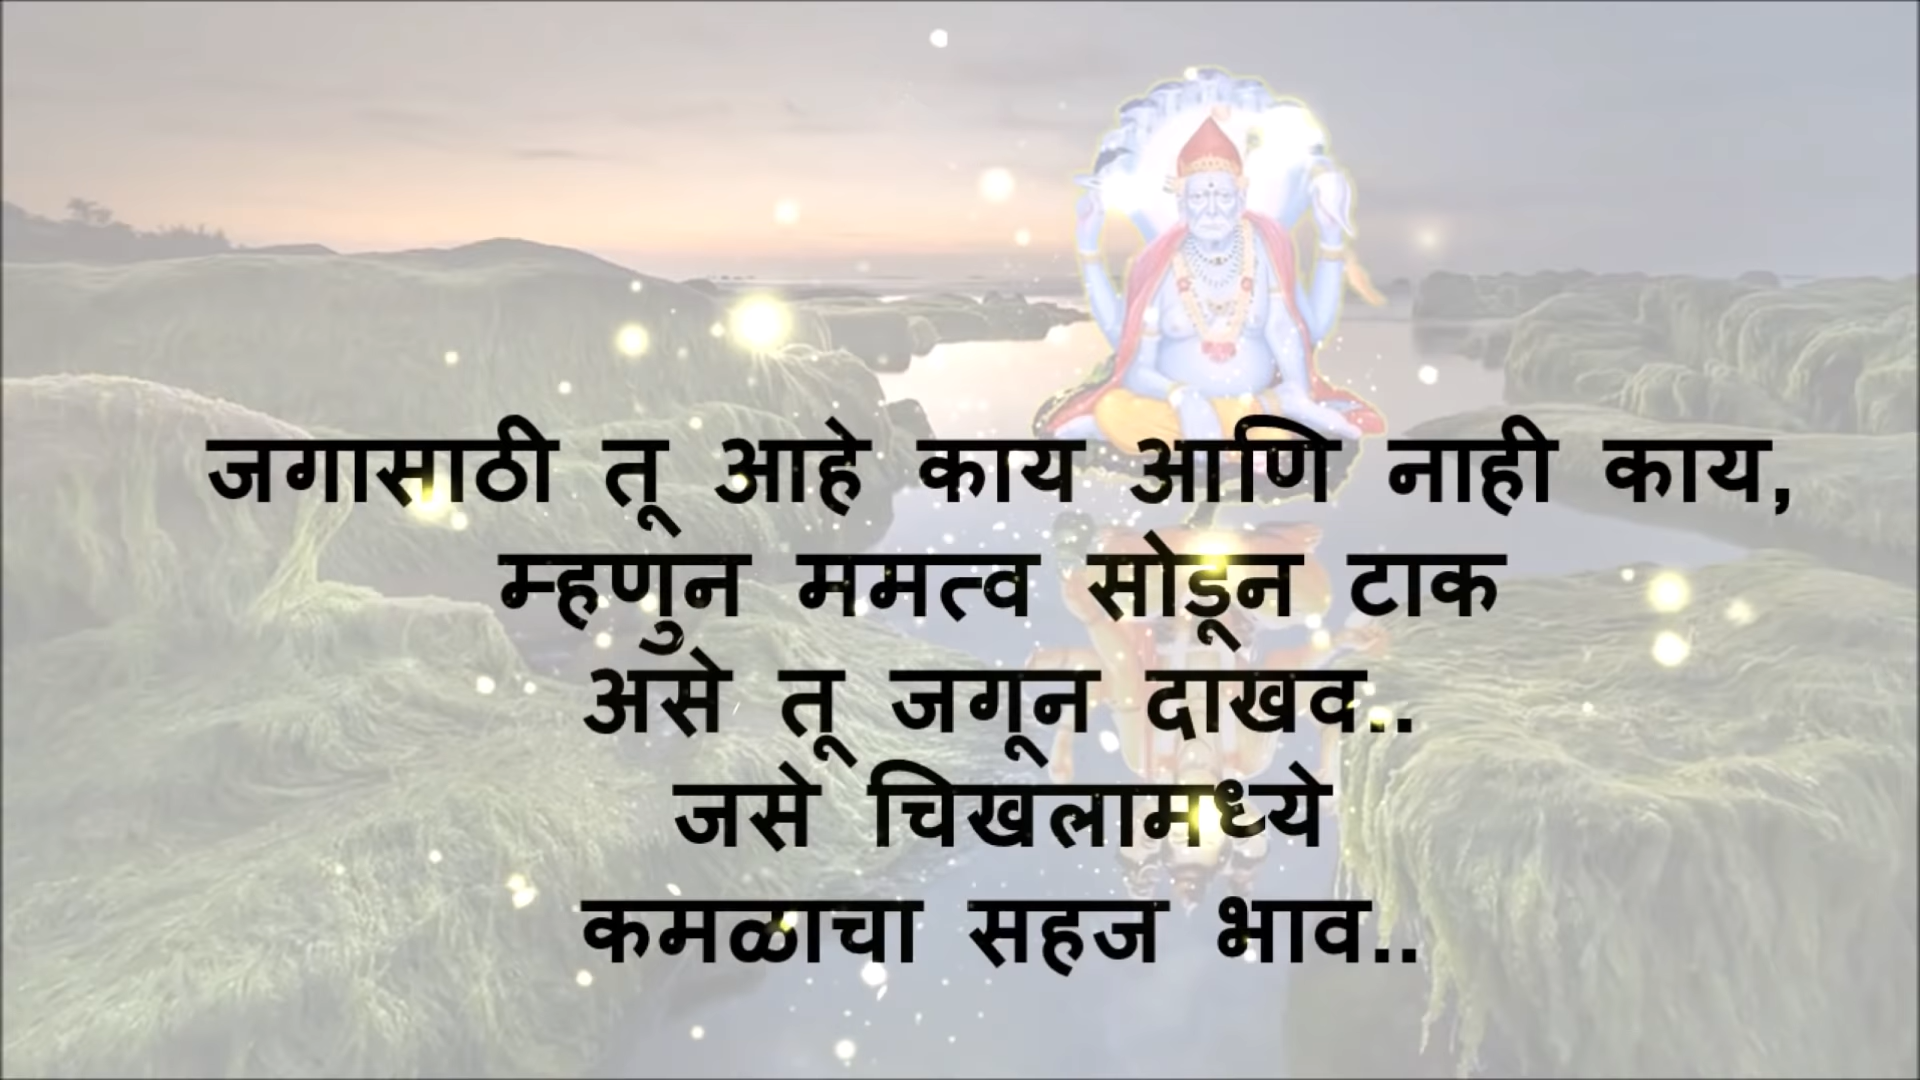 जगासाठी तू आहे काय आणि नाही काय,
म्हणुन ममत्व सोडून टाक
असे तू जगून दाखव..
जसे चिखलामध्ये
कमळाचा सहज भाव..